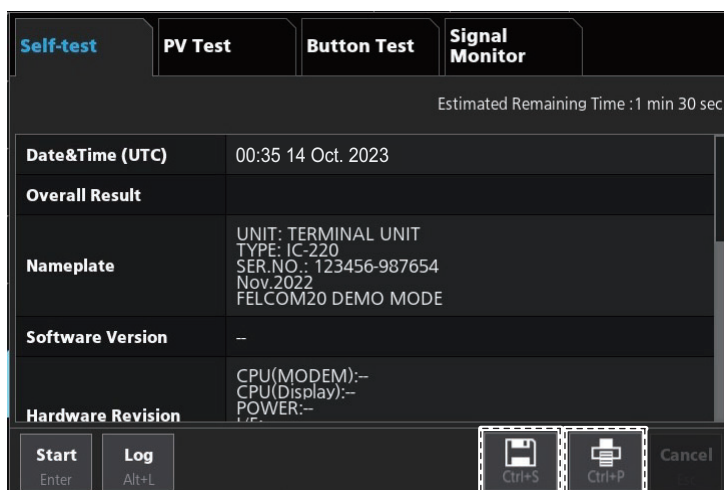 Self-test
PV Test
Button Test
Signal
Monitor
Estimated Remaining Time :1 min 30 sec
Date&Time (UTC) 00:35 14 Oct. 2023
Overall Result
Nameplate
UNIT: TERMINAL UNIT
TYPE: IC-220
SER.NO.: 123456-987654
Nov.2022
FELCOM20 DEMO MODE
Software Version --
Hardware Revision
CPU(MODEM):--
CPU(Display):--
POWER:--
Start
Enter
Log
Alt+L
Ctrl+S
Ctrl+P
Cancel